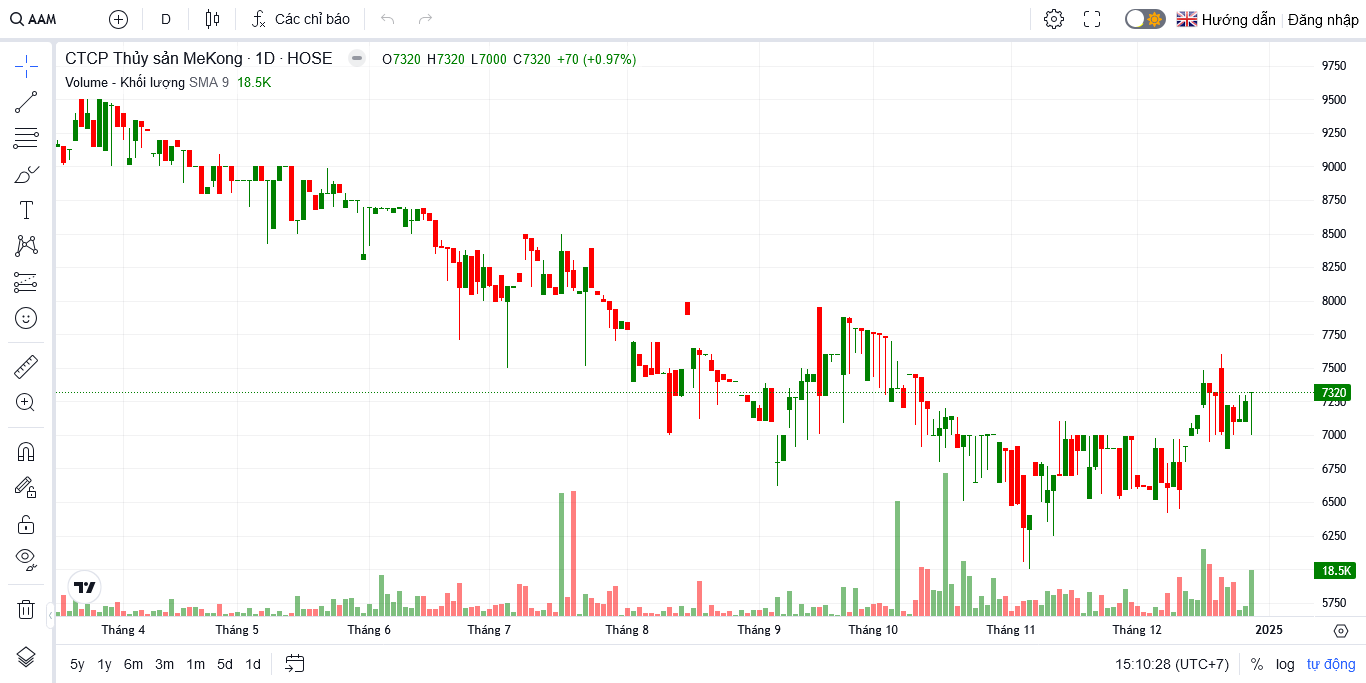 AAM D Các chỉ báo Hướng dẫn Đăng nhập
CTCP Thủy sản MeKong · 1D · HOSE O7320 H7320 L7000 C7320 +70 (+0.97%)
Volume - Khối lượng SMA 9 18.5K
9750
9500
9250
9000
8750
8500
8250
8000
7750
7500
7320
7250
7000
6750
6500
6250
18.5K
5750
Tháng 4 Tháng 5 Tháng 6 Tháng 7 Tháng 8 Tháng 9 Tháng 10 Tháng 11 Tháng 12 2025
5y 1y 6m 3m 1m 5d 1d 15:10:28 (UTC+7) % log tự động